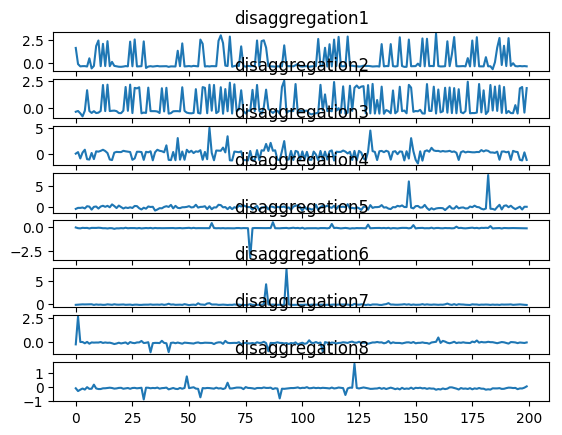 disaggregation1
2.5
0.0
disaggregation2
2.5
0.0
disaggregation3
5
0
disaggregation4
5
0
disaggregation5
0.0
−2.5
disaggregation6
5
0
disaggregation7
2.5
0.0
disaggregation8
1
0
−1
0 25 50 75 100 125 150 175 200